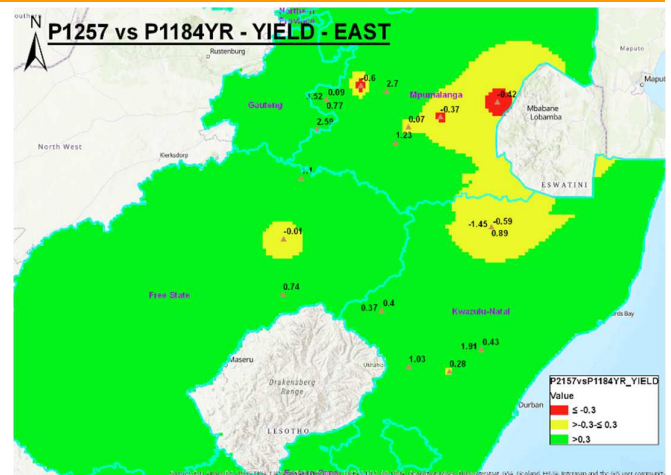 N
P1257 vs P1184YR - YIELD - EAST
Rustenburg
Maputo
-0.6
2.7
Mpumalanga
-0.42
.52
0.09
0.77
Gauteng
-0.37
Mbabane
Lobamba
2.59
0.07
1.23
North West
Klerksdorp
ESWATINI
-0.01
-1.45
-0.59
0.89
0.74
Free State
0.37
0.4
Kwazulu-Natal
rds Bay
1.91
0.43
Maseru
1.03
0.28
Drakensberg
Range
P2157vsP1184YR_YIELD
Value
≤ -0.3
>-0.3-≤ 0.3
>0.3
Durban
LESOTHO